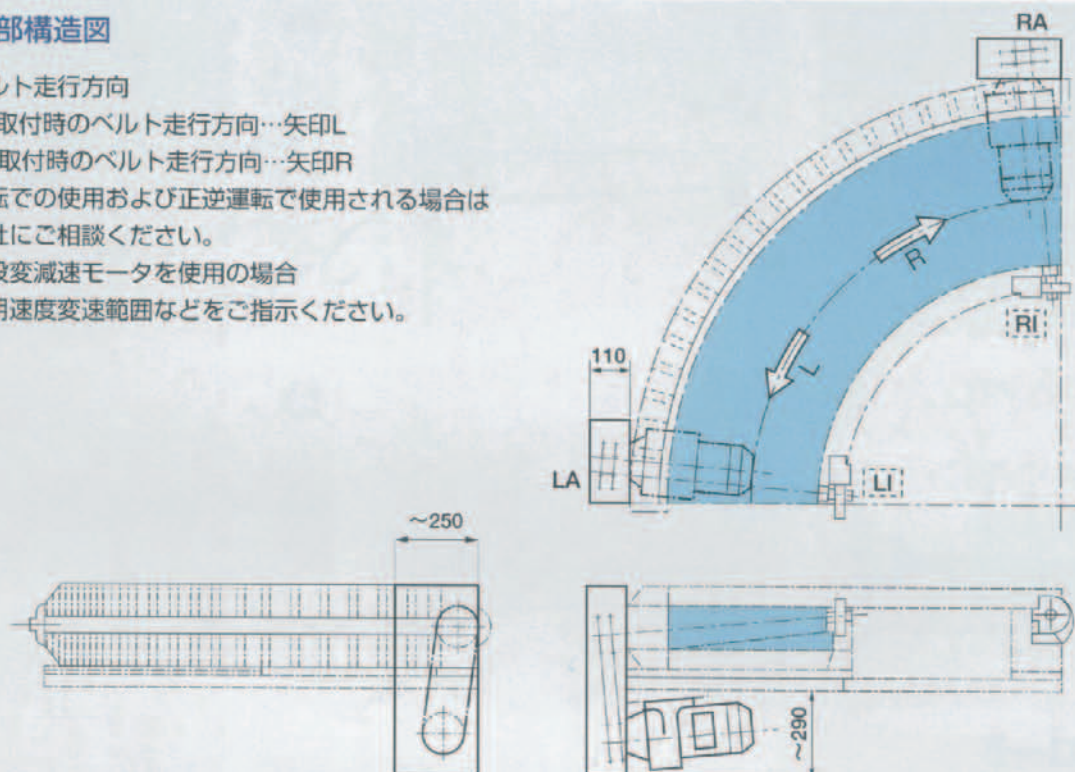 部構造図
ルト走行方向
取付時のベルト走行方向…矢印L
取付時のベルト走行方向…矢印R
転での使用および正逆運転で使用される場合は
社にご相談ください。
段変減速モータを使用の場合
用速度変速範囲などをご指示ください。
RA
R
RI
L
110
LA
LI
～250
～290